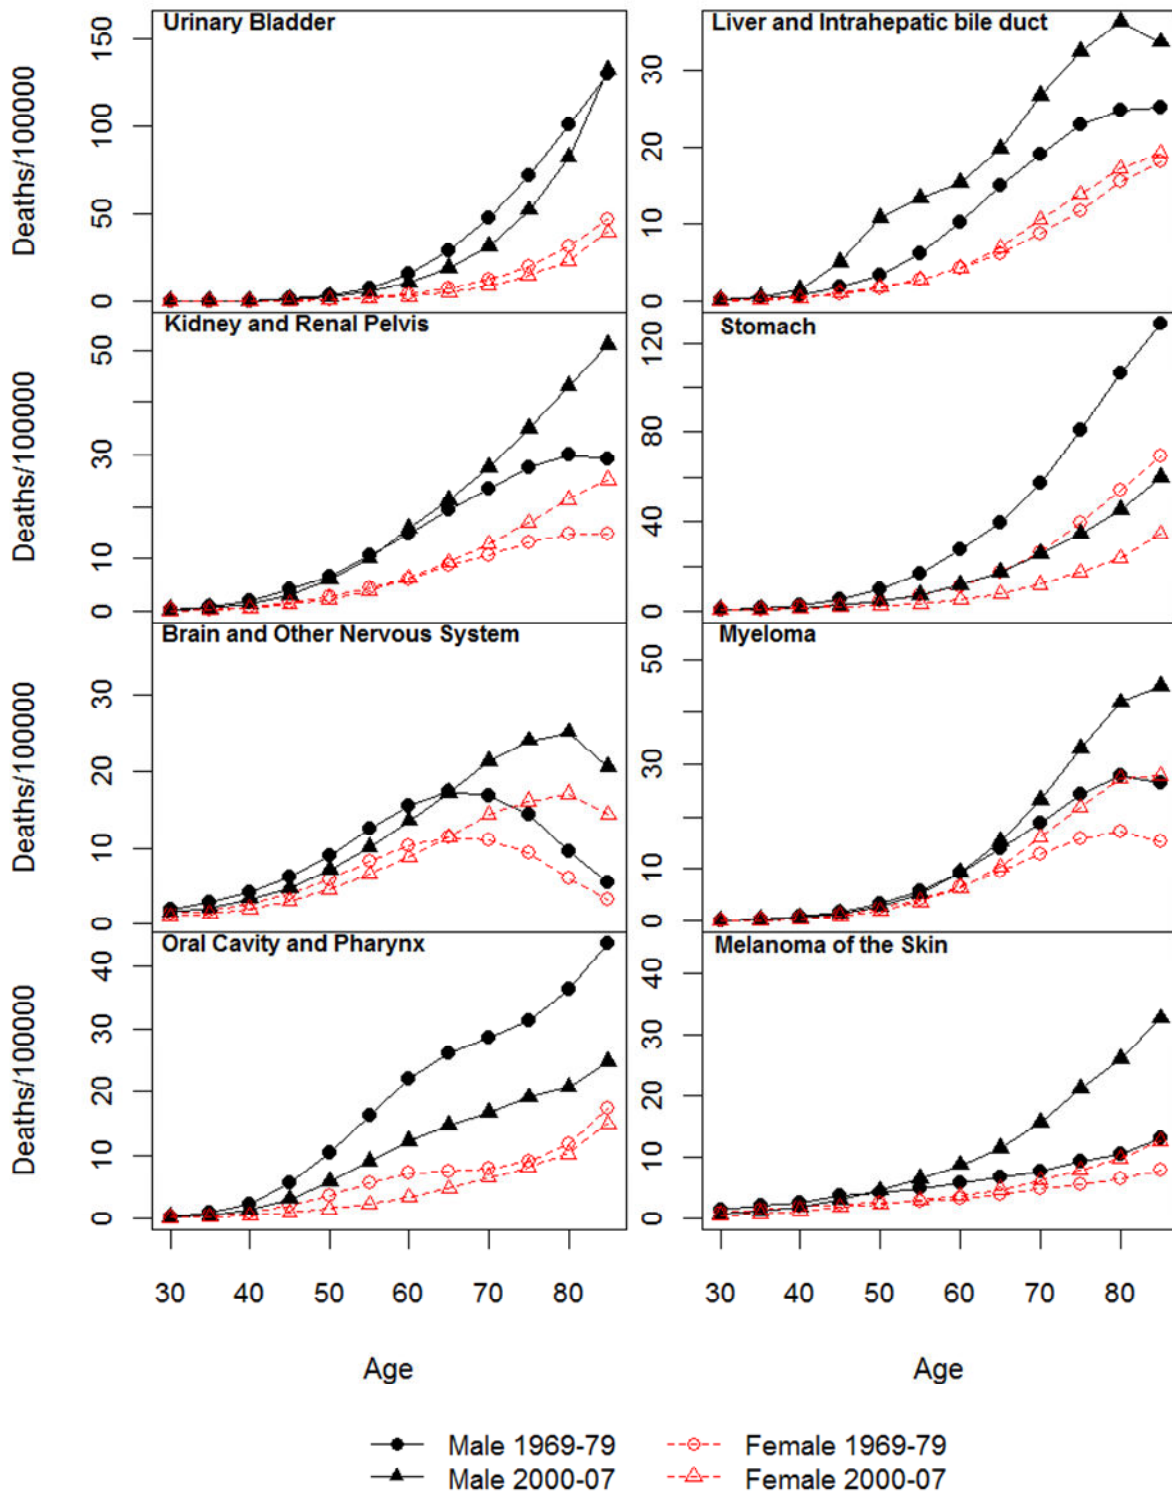 Urinary Bladder
Deaths/100000
0 50 100 150
Liver and Intrahepatic bile duct
0 10 20 30
Kidney and Renal Pelvis
Deaths/100000
0 10 30 50
Stomach
0 40 80 120
Brain and Other Nervous System
Deaths/100000
0 10 20 30
Myeloma
0 10 30 50
Oral Cavity and Pharynx
Deaths/100000
0 10 20 30 40
Melanoma of the Skin
0 10 20 30 40
30 40 50 60 70 80
30 40 50 60 70 80
Age
Age
Male 1969-79
Female 1969-79
Male 2000-07
Female 2000-07